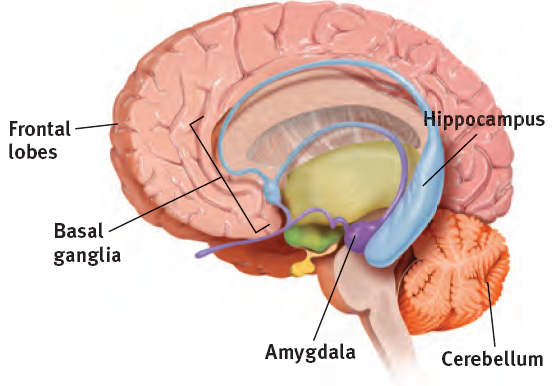 Hippocampus
Frontal
lobes
Basal
ganglia
Amygdala
Cerebellum